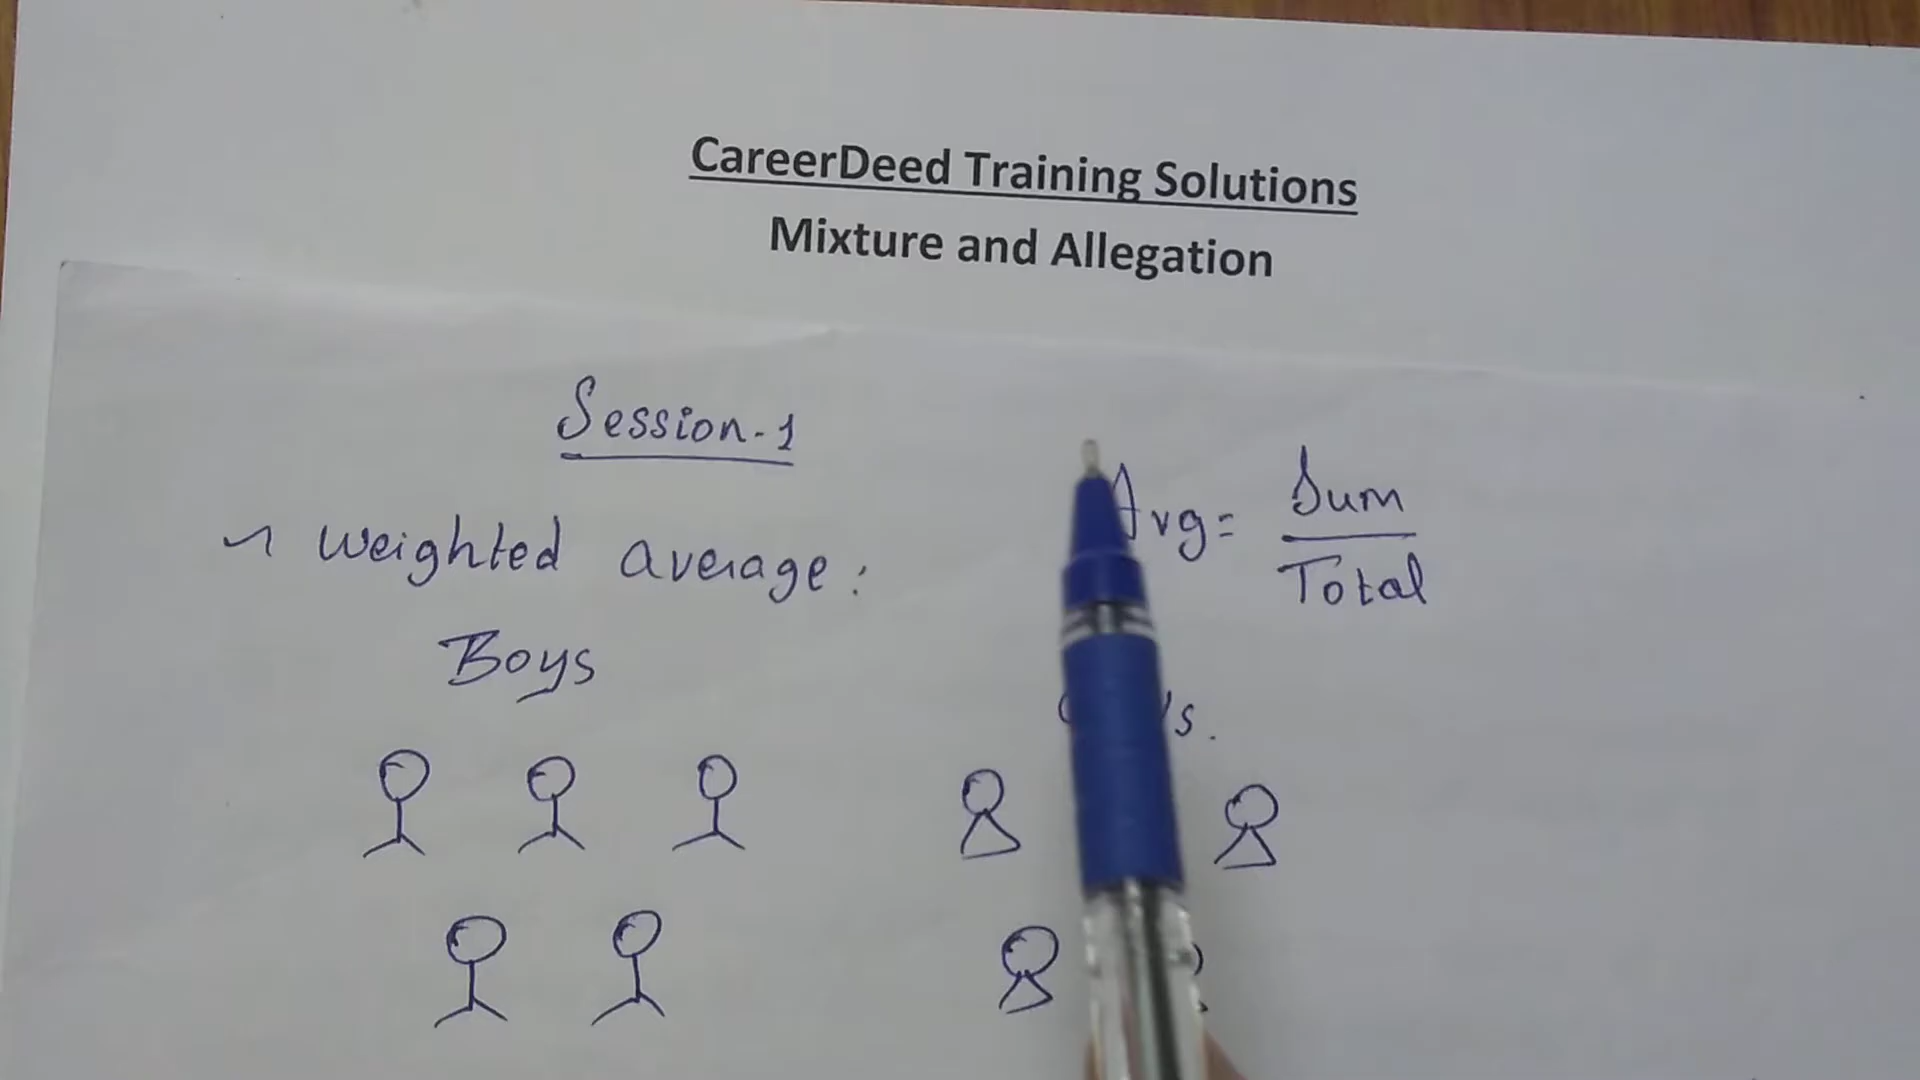 CareerDeed Training Solutions
Mixture and Allegation
Session-1
Avg = Sum
Total
weighted average:
Boys